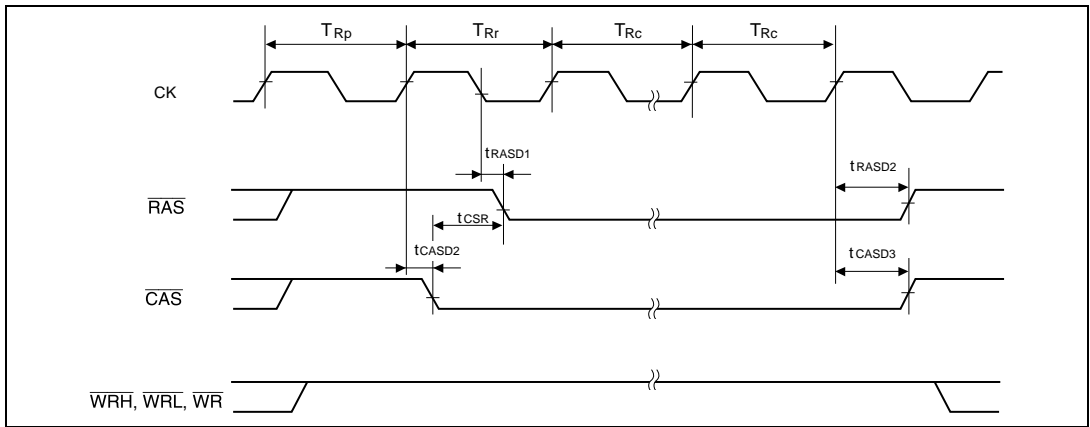 TRp TRr TRc TRc
CK
tRASD1 tRASD2
RAS
tCSR
tCASD2 tCASD3
CAS
WRH, WRL, WR